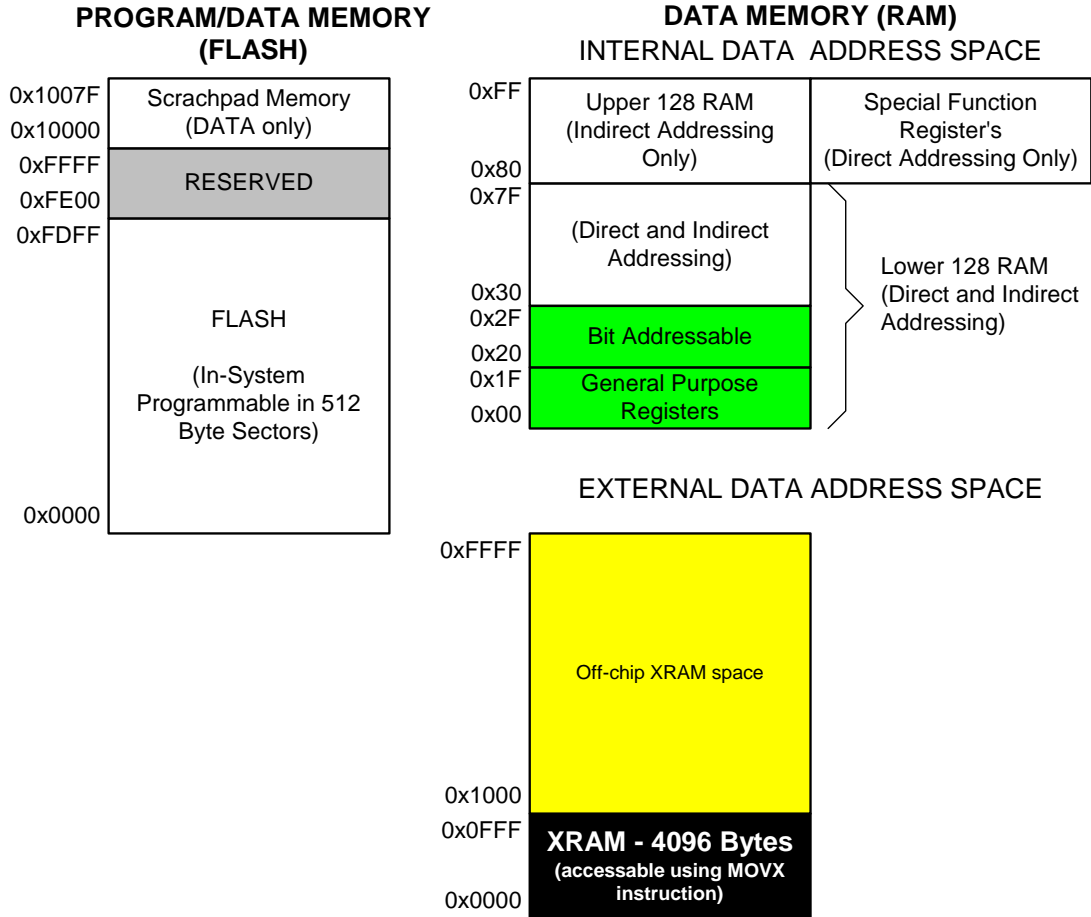 PROGRAM/DATA MEMORY
(FLASH)
0x1007F
Scrachpad Memory
(DATA only)
0x10000
0xFFFF
RESERVED
0xFE00
0xFDFF
FLASH
(In-System
Programmable in 512
Byte Sectors)
0x0000
DATA MEMORY (RAM)
INTERNAL DATA ADDRESS SPACE
0xFF
Upper 128 RAM
(Indirect Addressing
Only)
0x80
Special Function
Register's
(Direct Addressing Only)
0x7F
(Direct and Indirect
Addressing)
0x30
0x2F
Bit Addressable
0x20
0x1F
General Purpose
Registers
0x00
Lower 128 RAM
(Direct and Indirect
Addressing)
EXTERNAL DATA ADDRESS SPACE
0xFFFF
Off-chip XRAM space
0x1000
0x0FFF
XRAM - 4096 Bytes
(accessable using MOVX
instruction)
0x0000